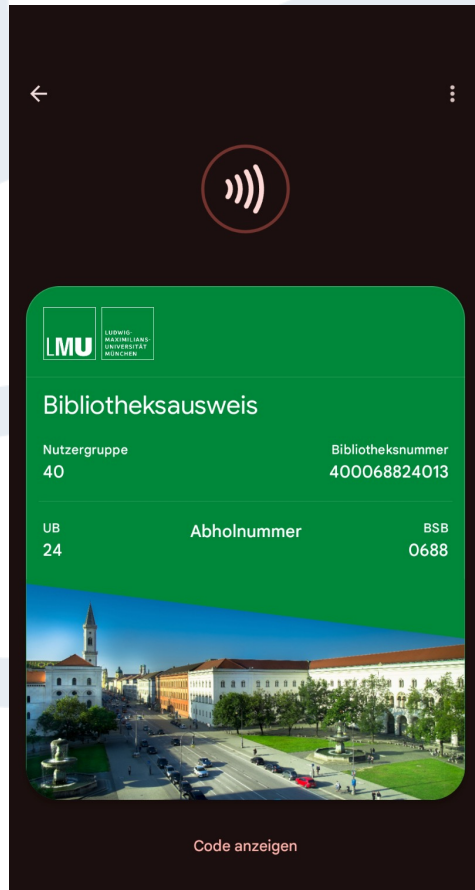 LMU
LUDWIG-
MAXIMILIANS-
UNIVERSITÄT
MÜNCHEN
Bibliotheksausweis
Nutzergruppe Bibliotheksnummer
40 400068824013
UB Abholnummer BSB
24 0688
Code anzeigen